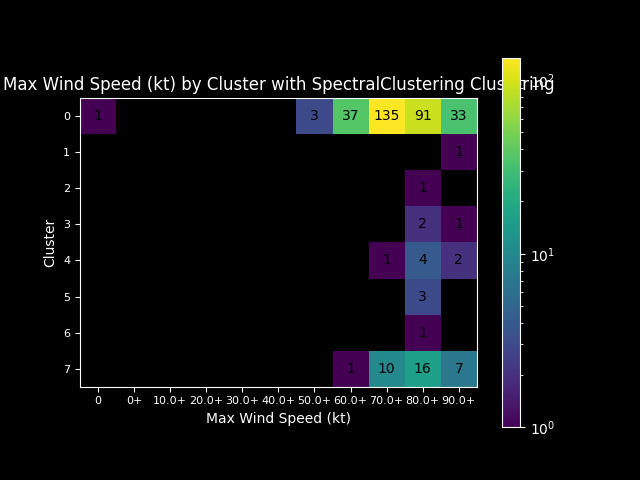 Max Wind Speed (kt) by Cluster with SpectralClustering Clustering
10²
0 1 3 37 135 91 33
1 1
2 1
3 2 1
4 1 4 2
10¹
5 3
6 1
7 1 10 16 7
Cluster
0 0+ 10.0+ 20.0+ 30.0+ 40.0+ 50.0+ 60.0+ 70.0+ 80.0+ 90.0+
Max Wind Speed (kt)
10⁰